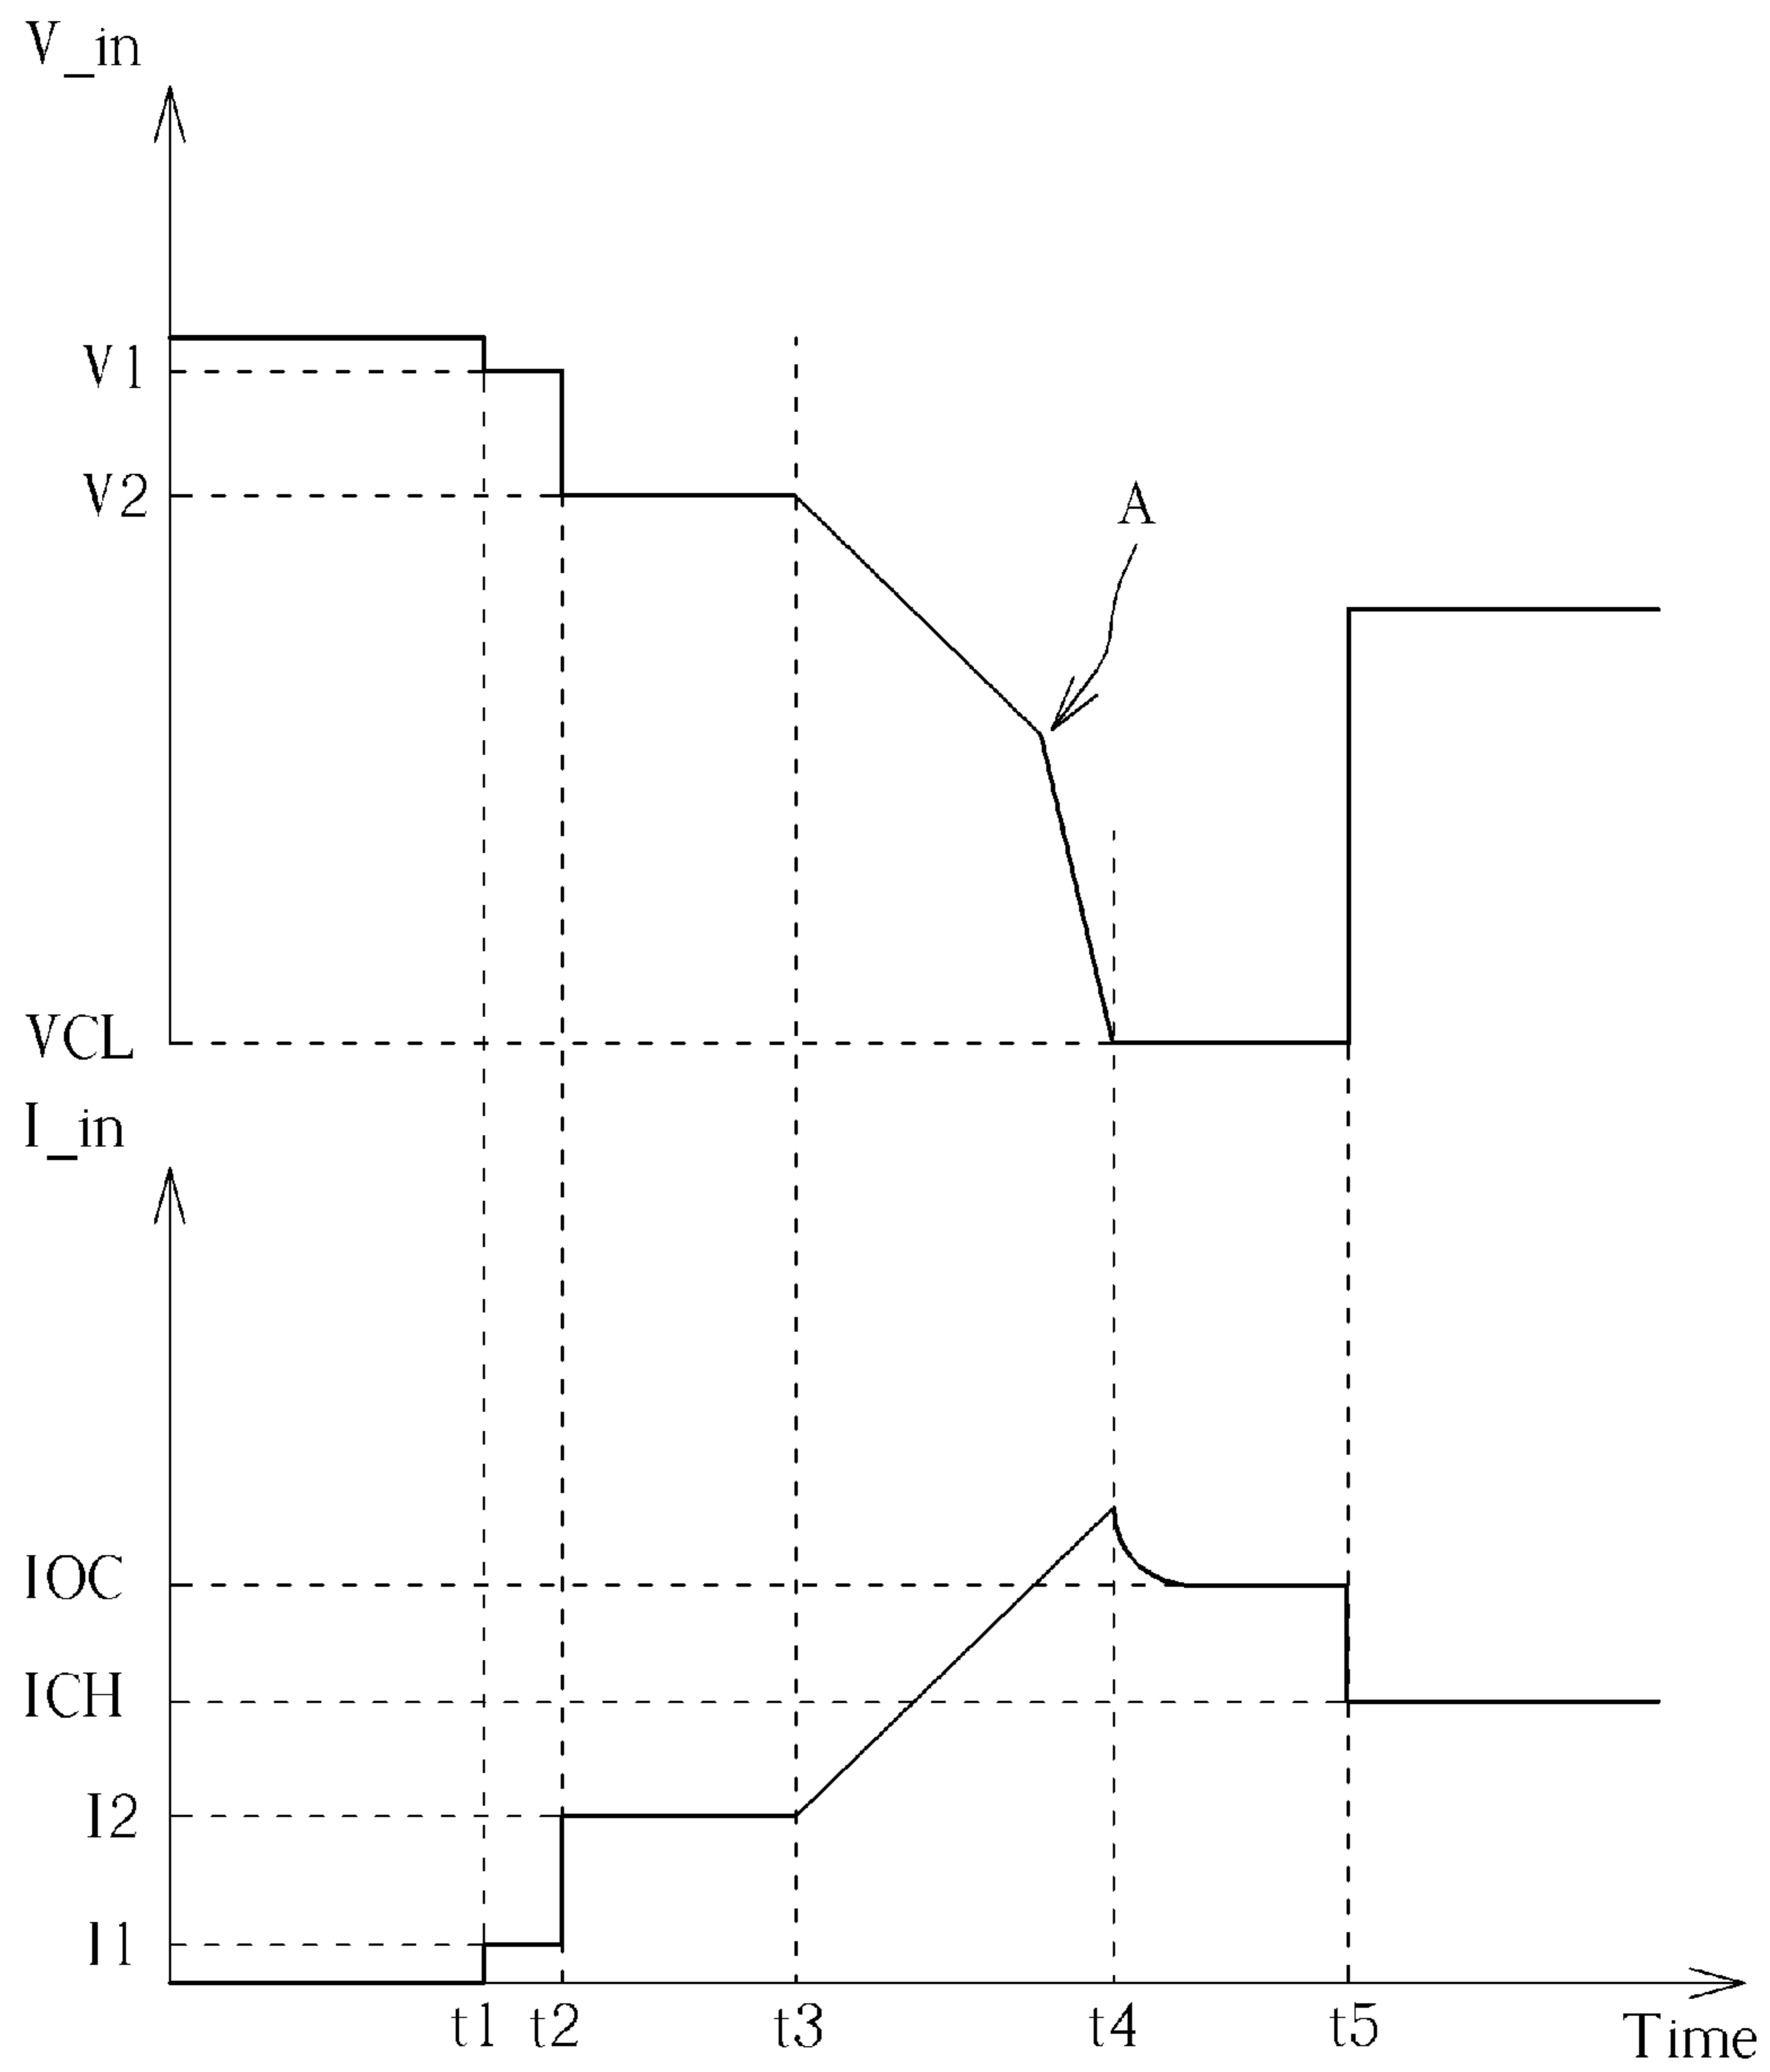 V_in
V1
V2
A
VCL
I_in
IOC
ICH
I2
I1
t1 t2 t3 t4 t5 Time